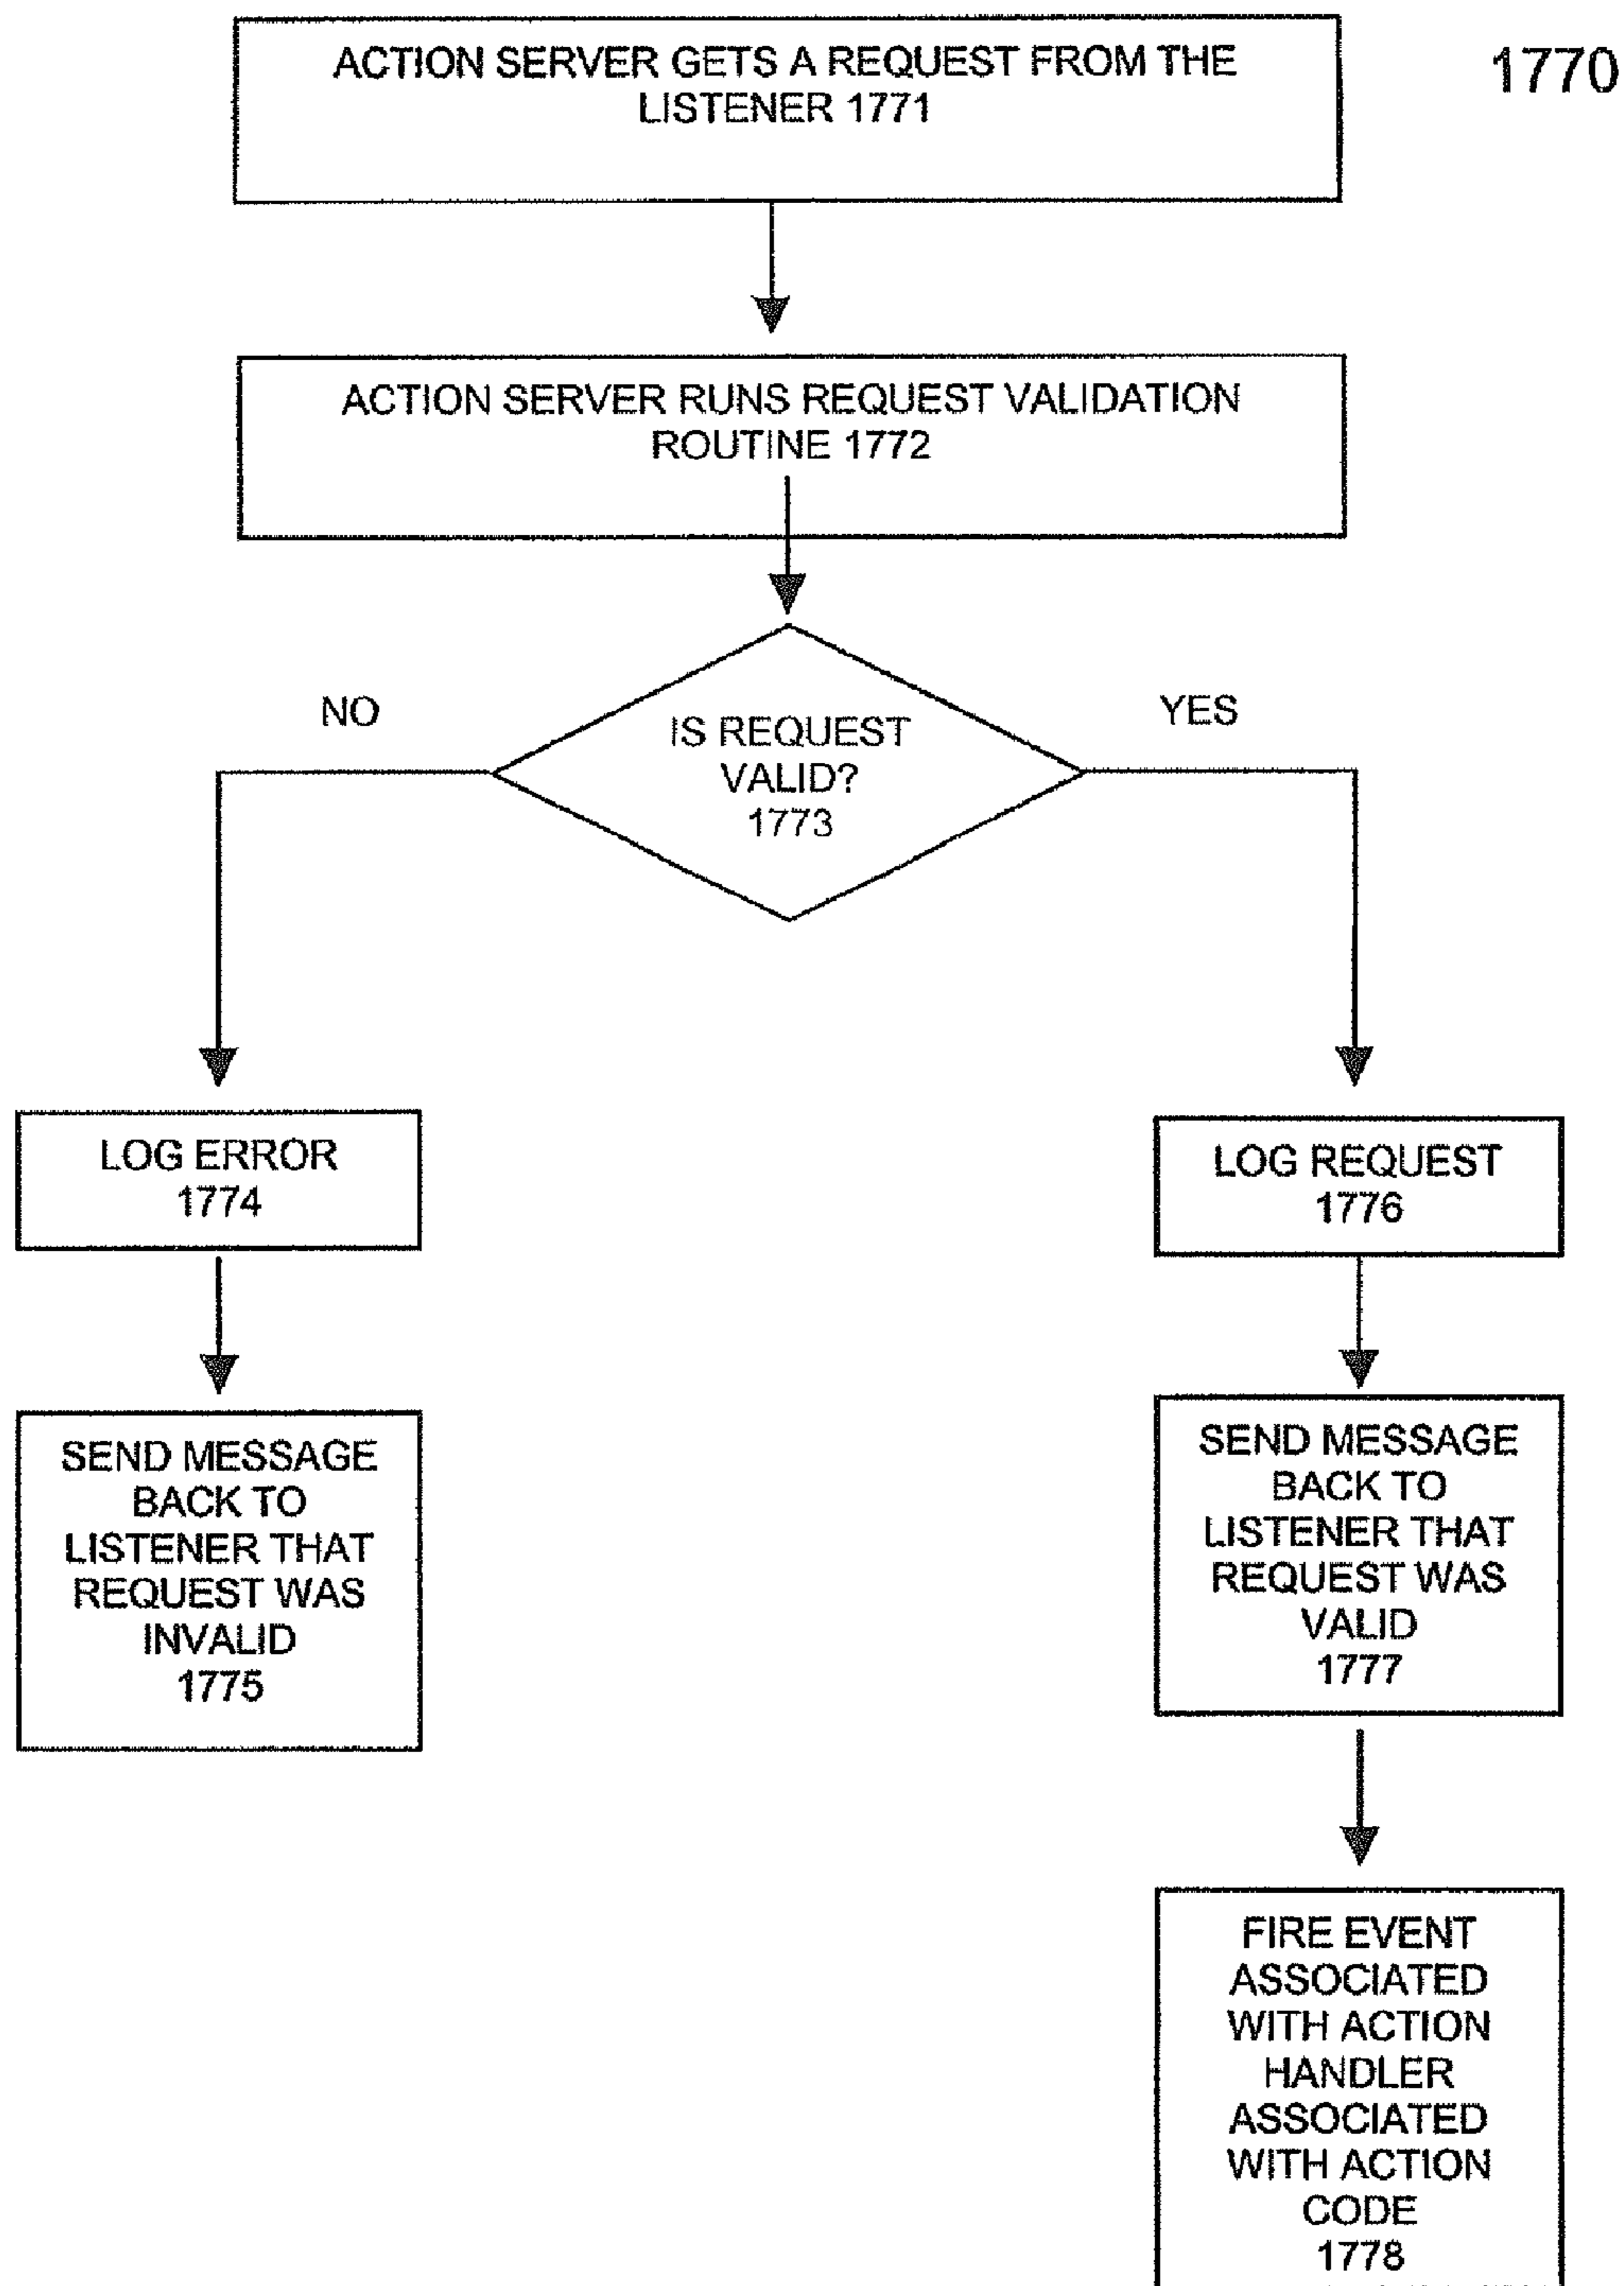 ACTION SERVER GETS A REQUEST FROM THE
LISTENER 1771
1770
ACTION SERVER RUNS REQUEST VALIDATION
ROUTINE 1772
NO
YES
IS REQUEST
VALID?
1773
LOG ERROR
1774
LOG REQUEST
1776
SEND MESSAGE
BACK TO
LISTENER THAT
REQUEST WAS
INVALID
1775
SEND MESSAGE
BACK TO
LISTENER THAT
REQUEST WAS
VALID
1777
FIRE EVENT
ASSOCIATED
WITH ACTION
HANDLER
ASSOCIATED
WITH ACTION
CODE
1778